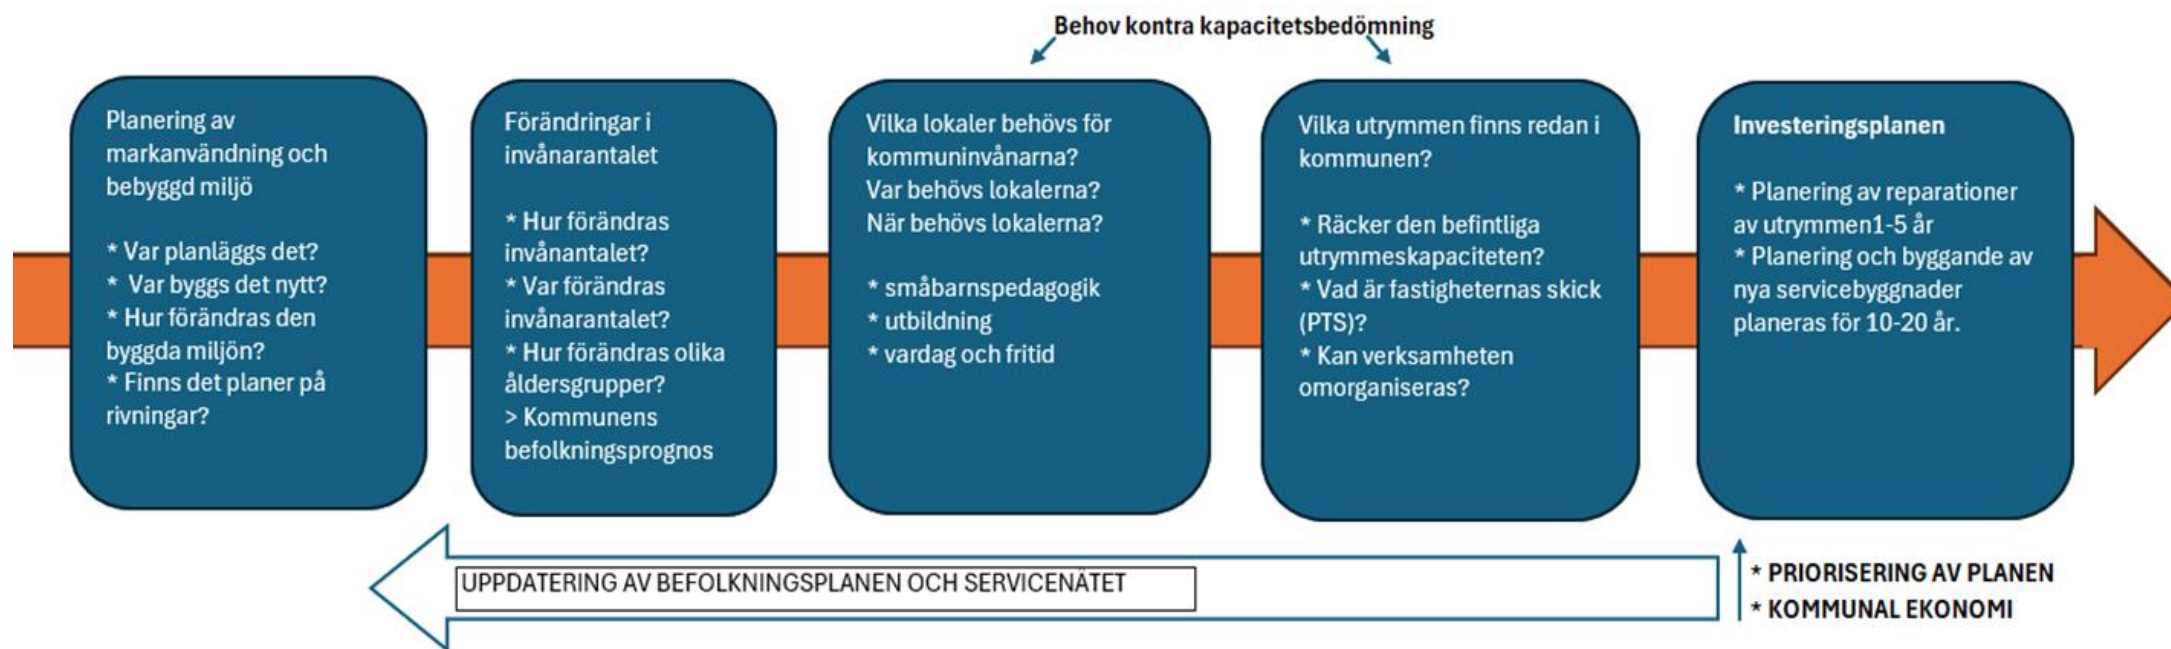 Behov kontra kapacitetsbedömning
Planering av
markanvändning och
bebyggd miljö
* Var planläggs det?
* Var byggs det nytt?
* Hur förändras den
byggda miljön?
* Finns det planer på
rivningar?
Förändringar i
invånarantalet
* Hur förändras
invånantalet?
* Var förändras
invånarantalet?
* Hur förändras olika
åldersgrupper?
> Kommunens
befolkningsprognos
Vilka lokaler behövs för
kommuninvånarna?
Var behövs lokalerna?
När behövs lokalerna?
* småbarnspedagogik
* utbildning
* vardag och fritid
Vilka utrymmen finns redan i
kommunen?
* Räcker den befintliga
utrymmeskapaciteten?
* Vad är fastigheternas skick
(PTS)?
* Kan verksamheten
omorganiseras?
Investeringsplanen
* Planering av reparationer
av utrymmen1-5 år
* Planering och byggande av
nya servicebyggnader
planeras för 10-20 år.
UPPDATERING AV BEFOLKNINGSPLANEN OCH SERVICENÄTET
* PRIORISERING AV PLANEN
* KOMMUNAL EKONOMI